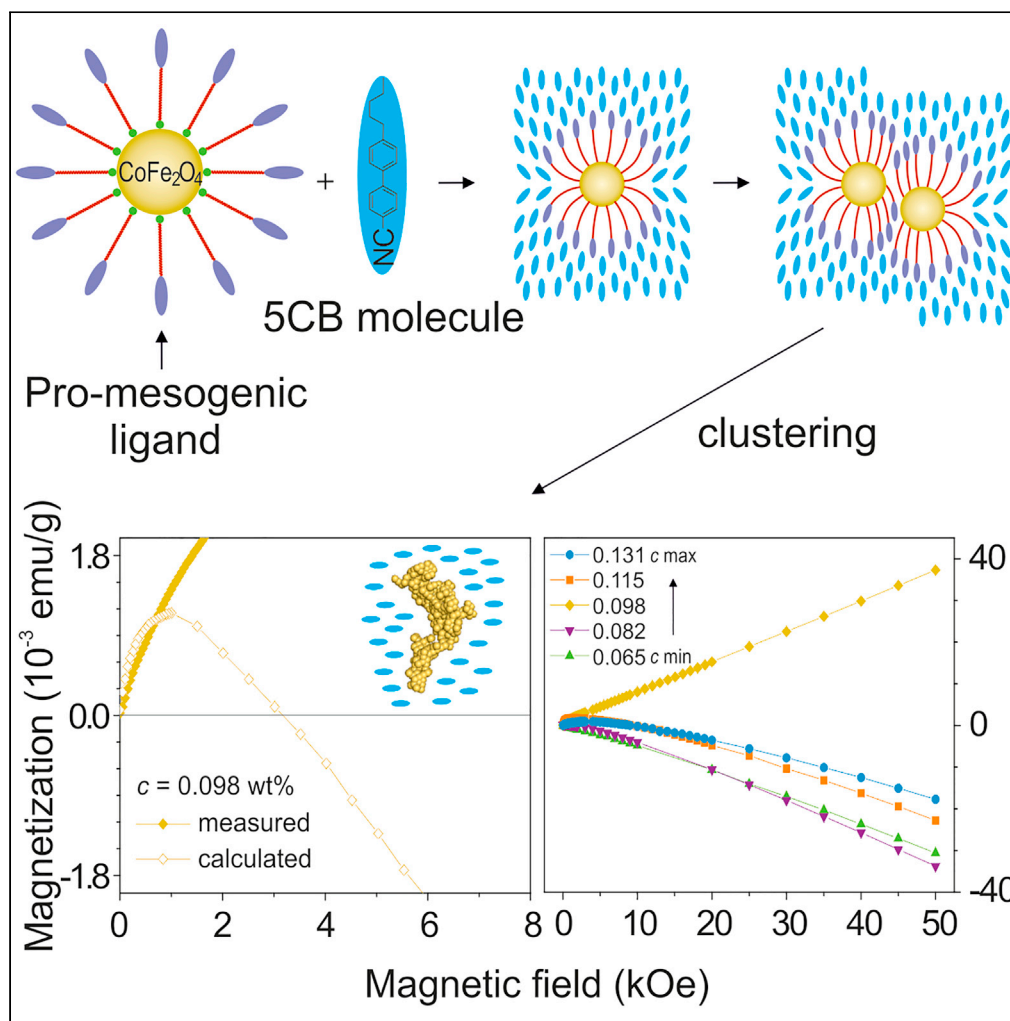 CoFe₂O₄
+
NC
5CB molecule
Pro-mesogenic
ligand
clustering
Magnetization (10⁻³ emu/g)
1.8
0.0
-1.8
c = 0.098 wt%
measured
calculated
0 2 4 6 8
0.131 c max
0.115
0.098
0.082
0.065 c min
40
0
-40
0 10 20 30 40 50
Magnetic field (kOe)